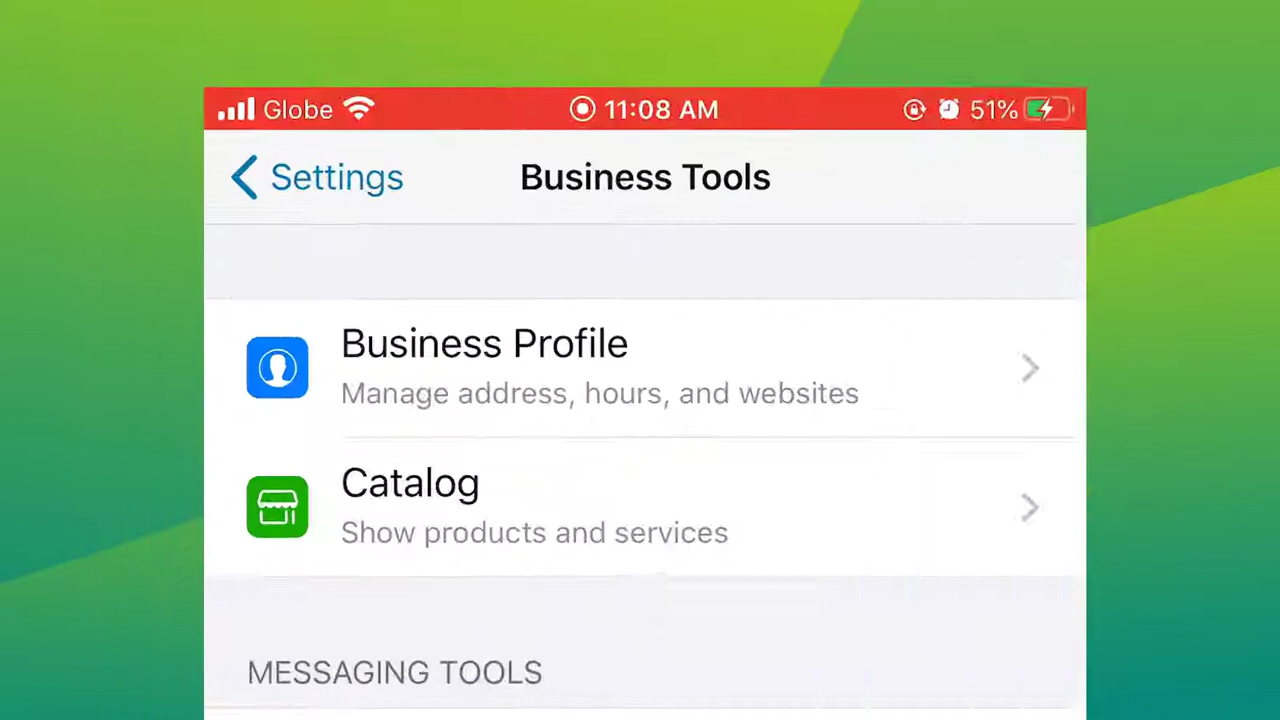 Globe 11:08 AM 51%
Settings Business Tools
Business Profile
Manage address, hours, and websites
Catalog
Show products and services
MESSAGING TOOLS